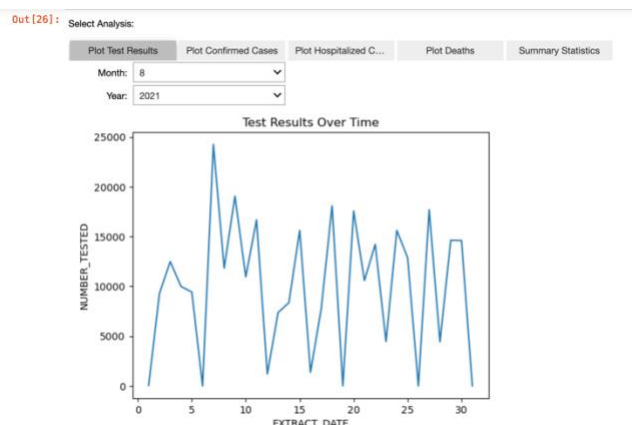 Out[26]:
Select Analysis:
Plot Test Results Plot Confirmed Cases Plot Hospitalized C... Plot Deaths Summary Statistics
Month: 8
Year: 2021
Test Results Over Time
25000
20000
15000
10000
5000
0
NUMBER_TESTED
0 5 10 15 20 25 30
EXTRACT_DATE